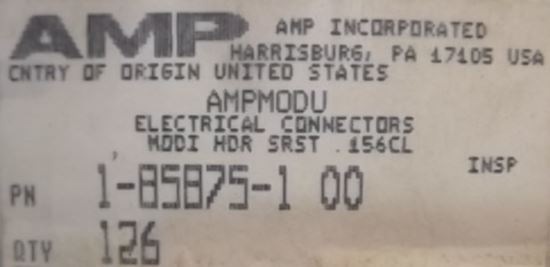 AMP AMP INCORPORATED
HARRISBURG, PA 17105 USA
CNTRY OF ORIGIN UNITED STATES
AMPMODU
ELECTRICAL CONNECTORS
MODI HDR SRST .156CL
INSP
PN 1-85875-1 00
QTY 126